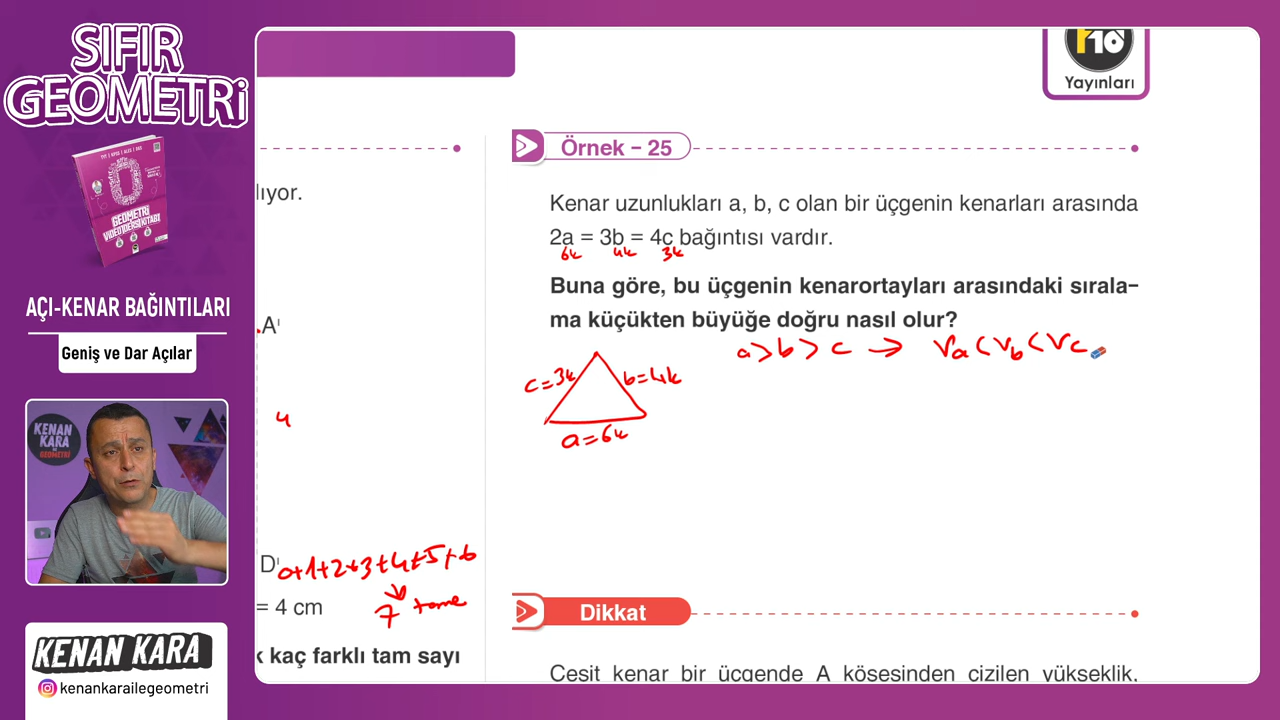 SIFIR
GEOMETRİ
GEOMETRİ
VİDEO DERS KİTABI
AÇI-KENAR BAĞINTILARI
Geniş ve Dar Açılar
KENAN
KARA
GEOMETRİ
KENAN KARA
kenankarailegeometri
lıyor.
A'
4
D'
0+1+2+3+4+5+6
= 4 cm
7 tane
k kaç farklı tam sayı
Yayınları
Örnek – 25
Kenar uzunlukları a, b, c olan bir üçgenin kenarları arasında
2a = 3b = 4c bağıntısı vardır.
6k 4k 3k
Buna göre, bu üçgenin kenarortayları arasındaki sırala–
ma küçükten büyüğe doğru nasıl olur?
a > b > c → Va < Vb < Vc
c = 3k b = 4k
a = 6k
Dikkat
Çeşit kenar bir üçgende A köşesinden çizilen yükseklik,